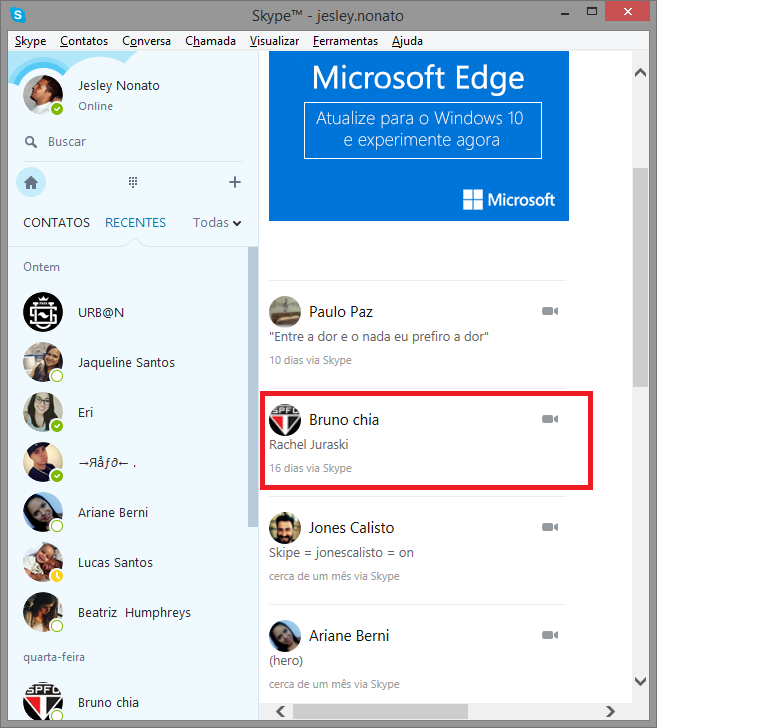 Skype™ - jesley.nonato
Skype Contatos Conversa Chamada Visualizar Ferramentas Ajuda
Jesley Nonato
Online
Buscar
CONTATOS RECENTES Todas
Ontem
URB@N
Jaqueline Santos
Eri
→Яåƒð← .
Ariane Berni
Lucas Santos
Beatriz Humphreys
quarta-feira
SPFC
Bruno chia
Microsoft Edge
Atualize para o Windows 10
e experimente agora
Microsoft
Paulo Paz
"Entre a dor e o nada eu prefiro a dor"
10 dias via Skype
SPFC
Bruno chia
Rachel Juraski
16 dias via Skype
Jones Calisto
Skipe = jonescalisto = on
cerca de um mês via Skype
Ariane Berni
(hero)
cerca de um mês via Skype